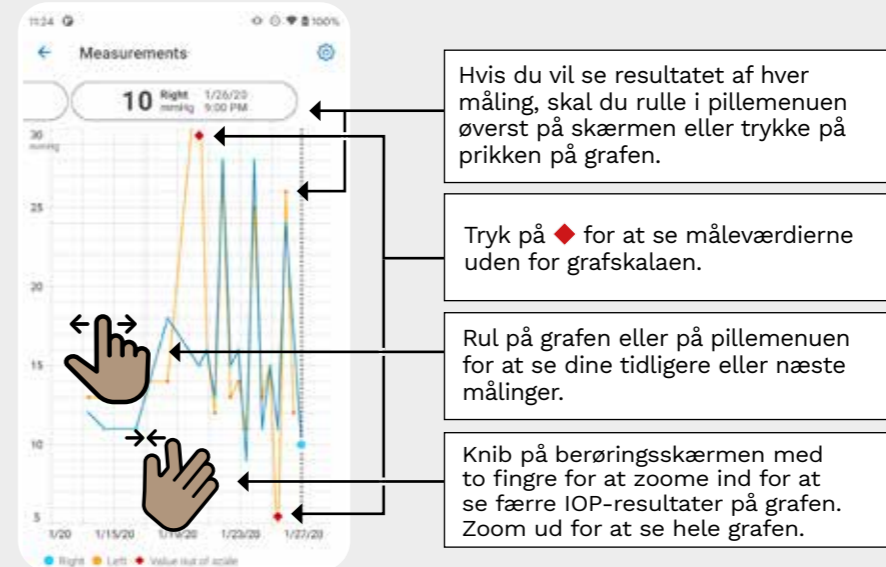 11:24
100%
Measurements
10 Right 1/26/20
mmHg 9:00 PM
30
mmHg
25
20
15
10
5
1/20 1/15/20 1/19/20 1/23/20 1/27/20
Right Left Value out of scale
Hvis du vil se resultatet af hver
måling, skal du rulle i pillemenuen
øverst på skærmen eller trykke på
prikken på grafen.
Tryk på ◆ for at se måleværdierne
uden for grafskalaen.
Rul på grafen eller på pillemenuen
for at se dine tidligere eller næste
målinger.
Knib på berøringsskærmen med
to fingre for at zoome ind for at
se færre IOP-resultater på grafen.
Zoom ud for at se hele grafen.